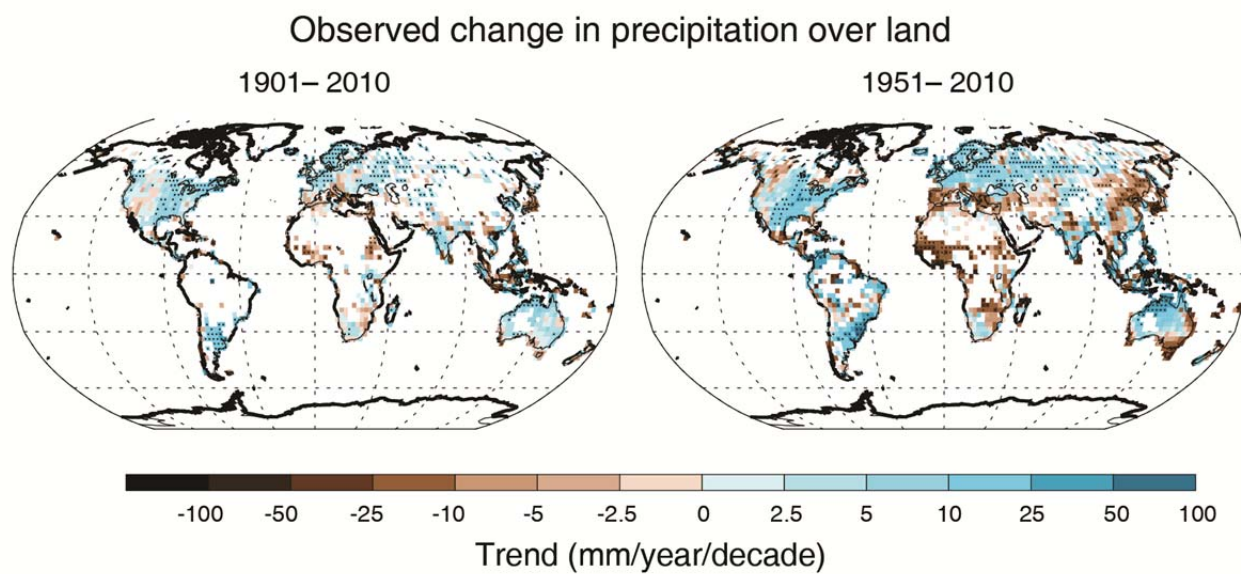 Observed change in precipitation over land
1901– 2010
1951– 2010
-100 -50 -25 -10 -5 -2.5 0 2.5 5 10 25 50 100
Trend (mm/year/decade)